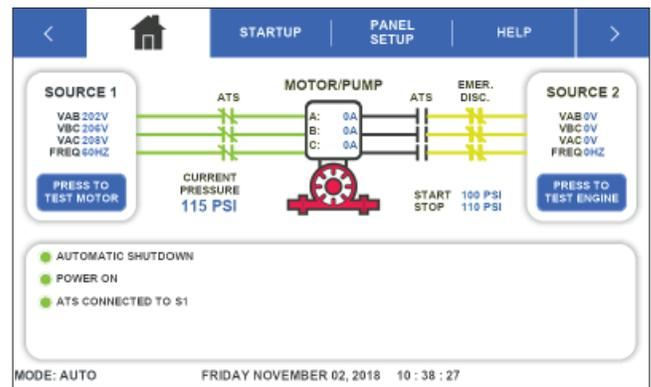 STARTUP
PANEL
SETUP
HELP
SOURCE 1
VAB 202V
VBC 206V
VAC 208V
FREQ 60HZ
PRESS TO
TEST MOTOR
ATS
CURRENT
PRESSURE
115 PSI
MOTOR/PUMP
A: 0A
B: 0A
C: 0A
ATS
EMER.
DISC.
START 100 PSI
STOP 110 PSI
SOURCE 2
VAB 0V
VBC 0V
VAC 0V
FREQ 0HZ
PRESS TO
TEST ENGINE
AUTOMATIC SHUTDOWN
POWER ON
ATS CONNECTED TO S1
MODE: AUTO FRIDAY NOVEMBER 02, 2018 10 : 38 : 27